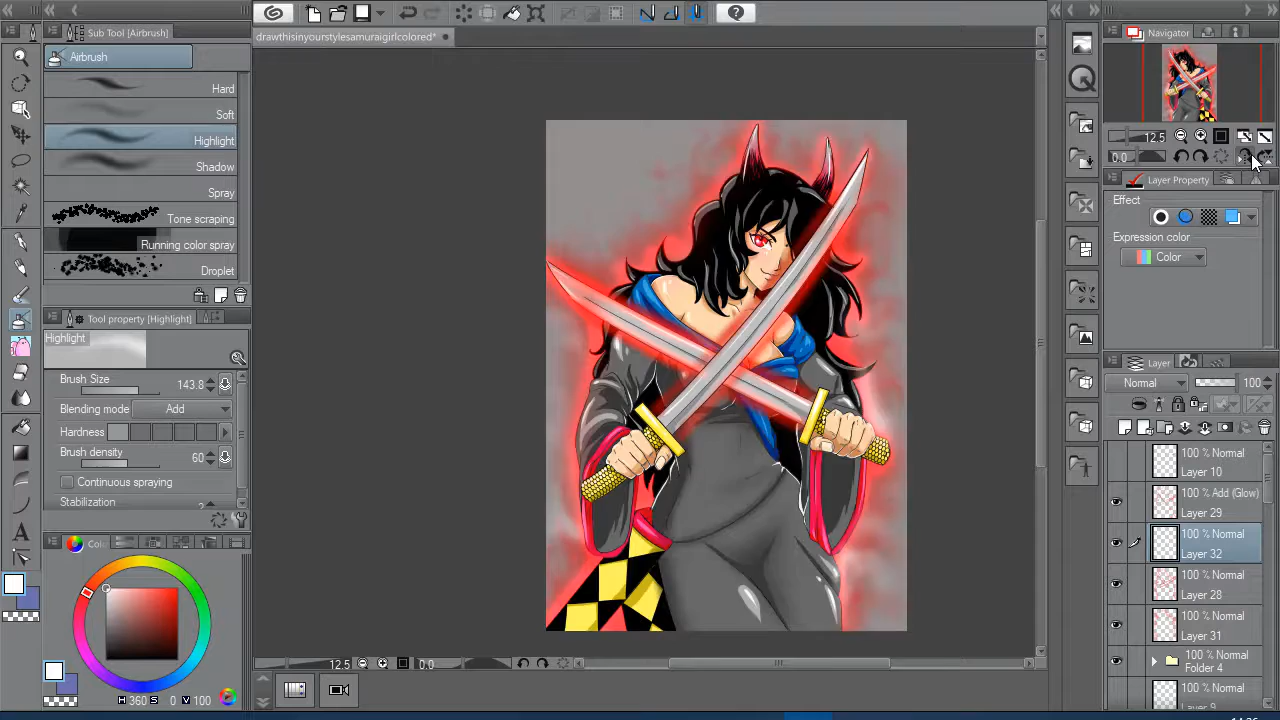 Sub Tool [Airbrush]
Airbrush
Hard
Soft
Highlight
Shadow
Spray
Tone scraping
Running color spray
Droplet
Tool property [Highlight]
Highlight
Brush Size 143.8
Blending mode Add
Hardness
Brush density 60
Continuous spraying
Stabilization
H 360 S 0 V 100
drawthisinyourstylesamuraigirlcolored*
12.5
0.0
Navigator
12.5
0.0
Layer Property
Effect
Expression color
Color
Layer
Normal 100
100 % Normal
Layer 10
100 % Add (Glow)
Layer 29
100 % Normal
Layer 32
100 % Normal
Layer 28
100 % Normal
Layer 31
100 % Normal
Folder 4
100 % Normal
Layer 9